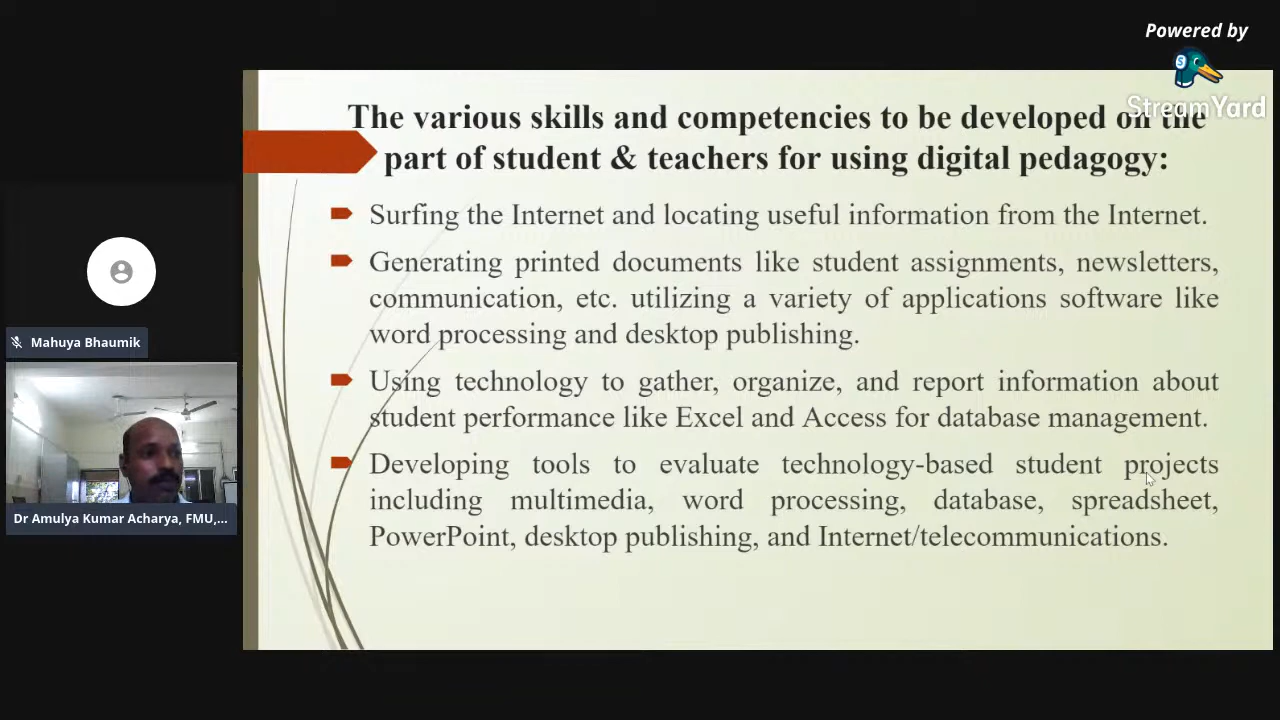 Powered by
StreamYard
The various skills and competencies to be developed on the
part of student & teachers for using digital pedagogy:
Surfing the Internet and locating useful information from the Internet.
Generating printed documents like student assignments, newsletters,
communication, etc. utilizing a variety of applications software like
word processing and desktop publishing.
Using technology to gather, organize, and report information about
student performance like Excel and Access for database management.
Developing tools to evaluate technology-based student projects
including multimedia, word processing, database, spreadsheet,
PowerPoint, desktop publishing, and Internet/telecommunications.
Mahuya Bhaumik
Dr Amulya Kumar Acharya, FMU,...